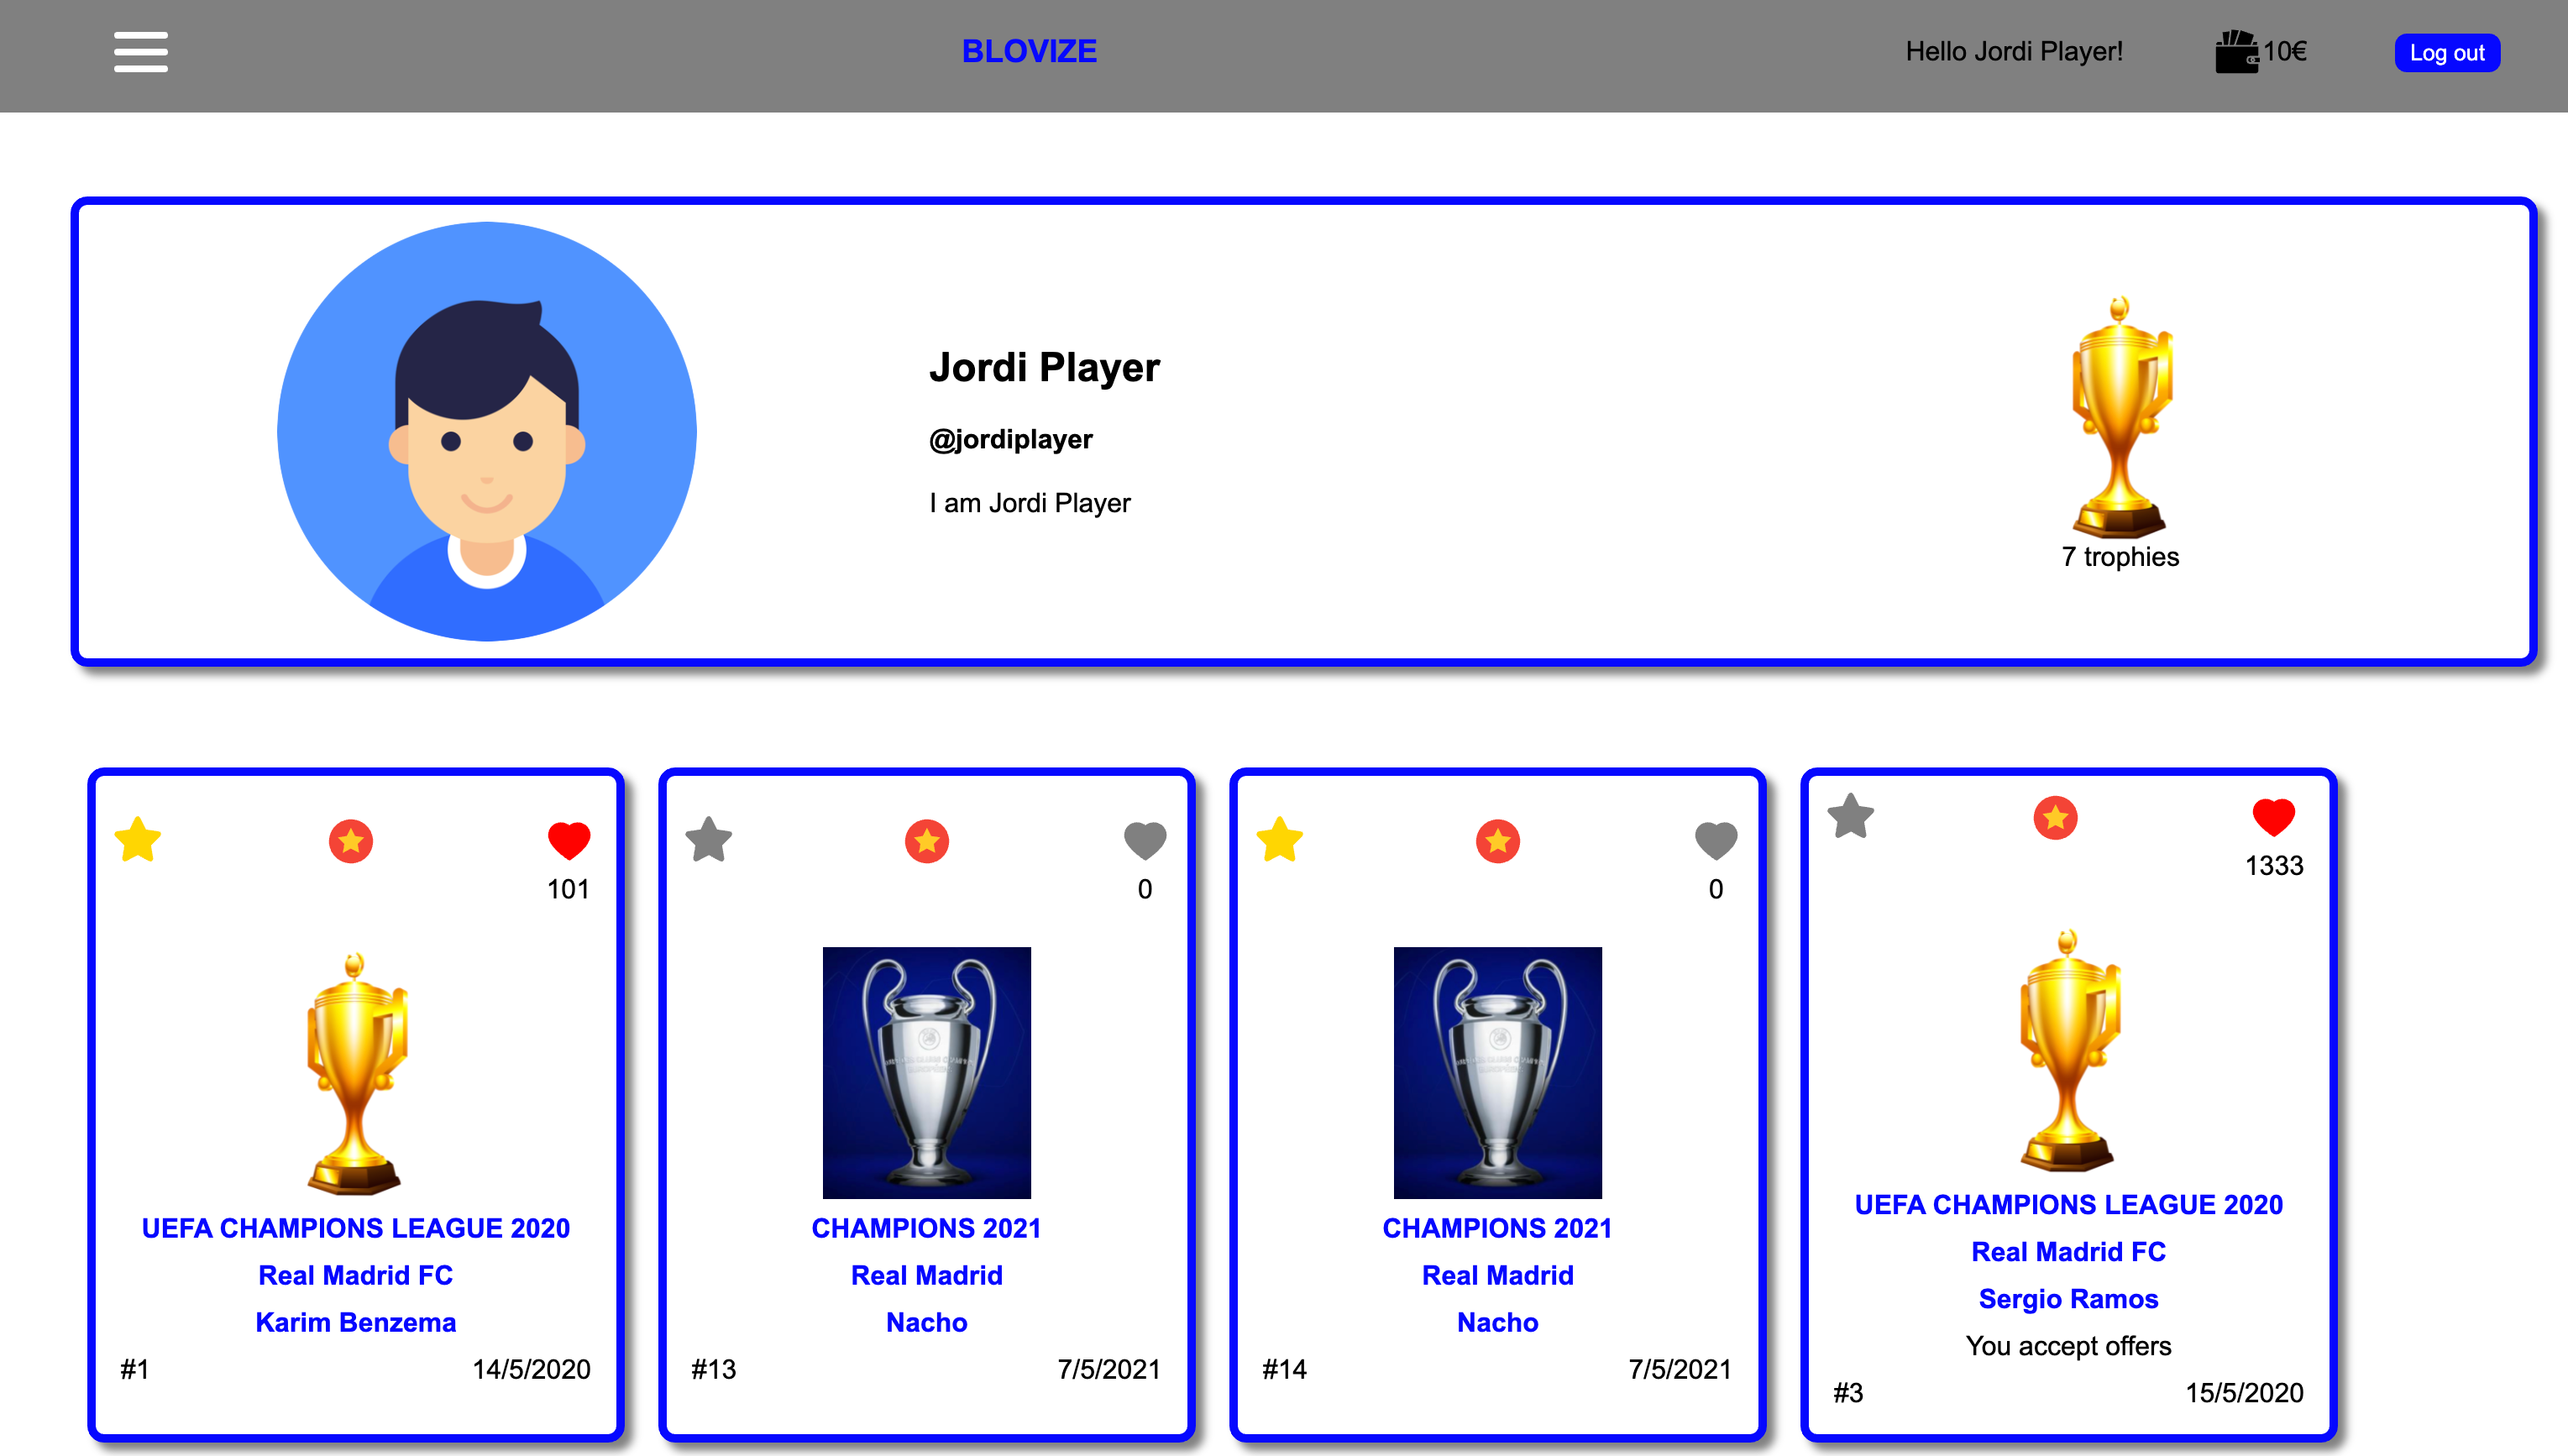 BLOVIZE
Hello Jordi Player!
10€
Log out
Jordi Player
@jordiplayer
I am Jordi Player
7 trophies
101
UEFA CHAMPIONS LEAGUE 2020
Real Madrid FC
Karim Benzema
#1 14/5/2020
0
CHAMPIONS 2021
Real Madrid
Nacho
#13 7/5/2021
0
CHAMPIONS 2021
Real Madrid
Nacho
#14 7/5/2021
1333
UEFA CHAMPIONS LEAGUE 2020
Real Madrid FC
Sergio Ramos
You accept offers
#3 15/5/2020